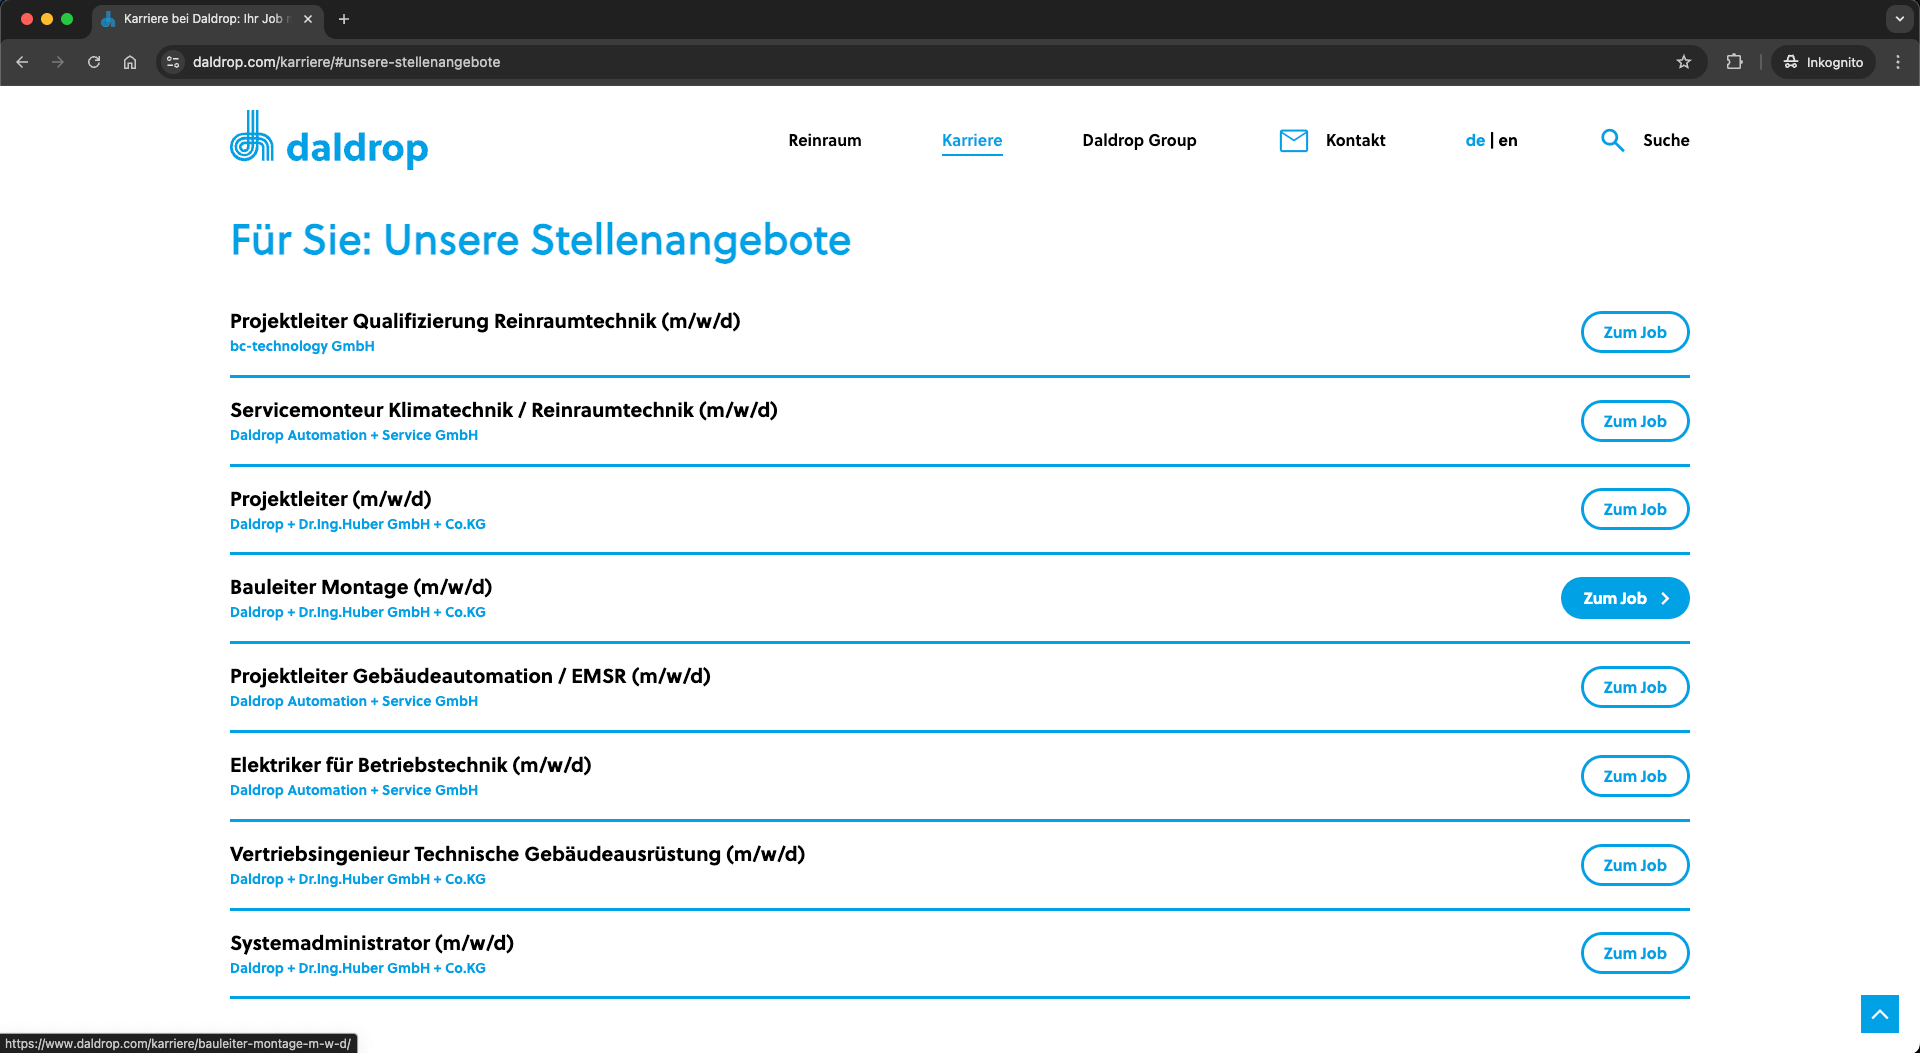 Karriere bei Daldrop: Ihr Job
daldrop.com/karriere/#unsere-stellenangebote
Inkognito
daldrop
Reinraum
Karriere
Daldrop Group
Kontakt
de | en
Suche
Für Sie: Unsere Stellenangebote
Projektleiter Qualifizierung Reinraumtechnik (m/w/d)
bc-technology GmbH
Zum Job
Servicemonteur Klimatechnik / Reinraumtechnik (m/w/d)
Daldrop Automation + Service GmbH
Zum Job
Projektleiter (m/w/d)
Daldrop + Dr.Ing.Huber GmbH + Co.KG
Zum Job
Bauleiter Montage (m/w/d)
Daldrop + Dr.Ing.Huber GmbH + Co.KG
Zum Job
Projektleiter Gebäudeautomation / EMSR (m/w/d)
Daldrop Automation + Service GmbH
Zum Job
Elektriker für Betriebstechnik (m/w/d)
Daldrop Automation + Service GmbH
Zum Job
Vertriebsingenieur Technische Gebäudeausrüstung (m/w/d)
Daldrop + Dr.Ing.Huber GmbH + Co.KG
Zum Job
Systemadministrator (m/w/d)
Daldrop + Dr.Ing.Huber GmbH + Co.KG
Zum Job
https://www.daldrop.com/karriere/bauleiter-montage-m-w-d/